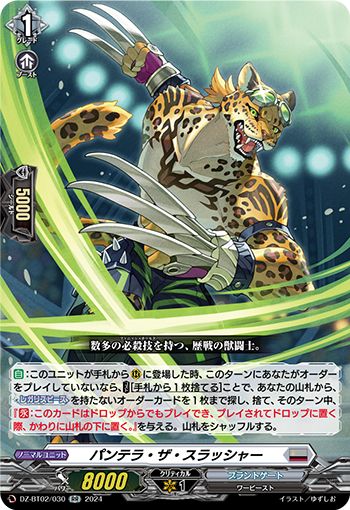 1
グレード
ブースト
5000
シールド
数多の必殺技を持つ、歴戦の獣闘士。
自:このユニットが手札からRに登場した時、このターンにあなたがオーダー
をプレイしていないなら、【手札から1枚捨てる】ことで、あなたの山札から、
レガリスピース を持たないオーダーカードを1枚まで探し、捨て、そのターン中、
『永:このカードはドロップからでもプレイでき、プレイされてドロップに置く
際、かわりに山札の下に置く。』を与える。山札をシャッフルする。
ノーマルユニット
パンテラ・ザ・スラッシャー
パワー 8000
クリティカル
1
ブラントゲート
ワービースト
DZ-BT02/030 RR 2024
イラスト/ゆずしお